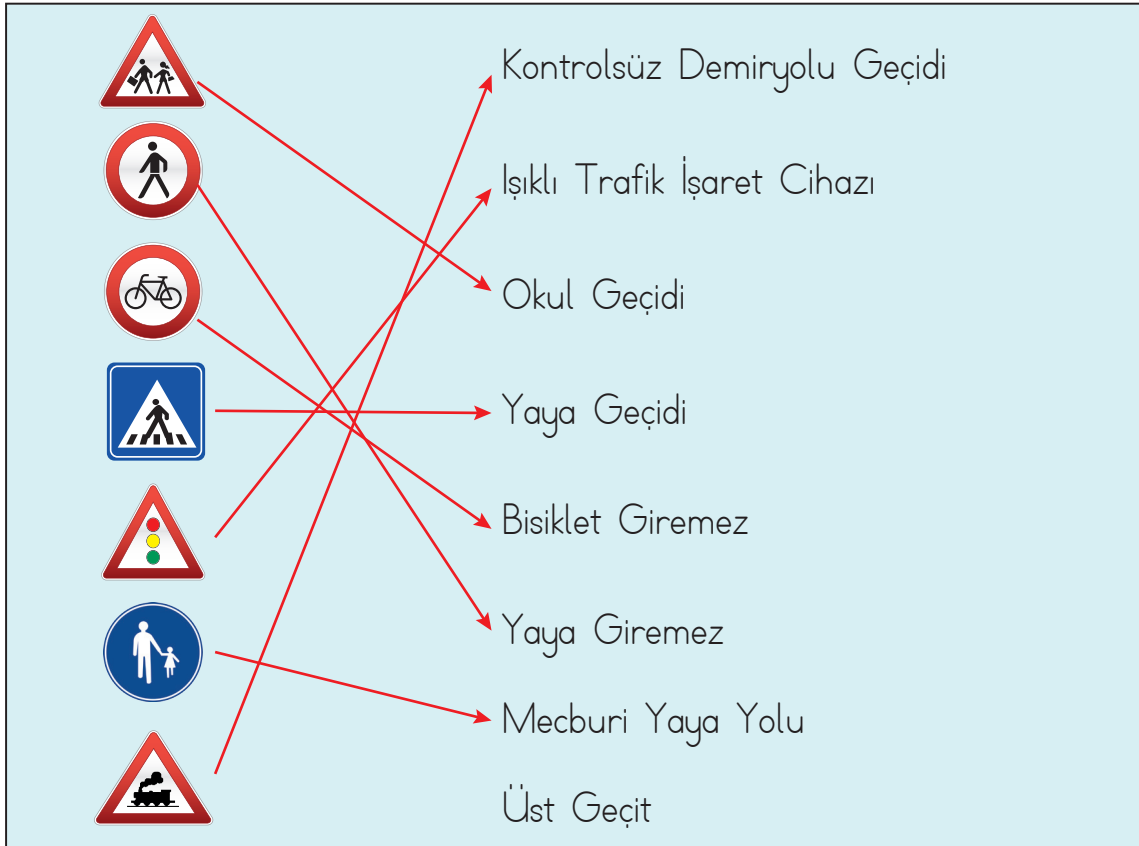 Kontrolsüz Demiryolu Geçidi
Işıklı Trafik İşaret Cihazı
Okul Geçidi
Yaya Geçidi
Bisiklet Giremez
Yaya Giremez
Mecburi Yaya Yolu
Üst Geçit